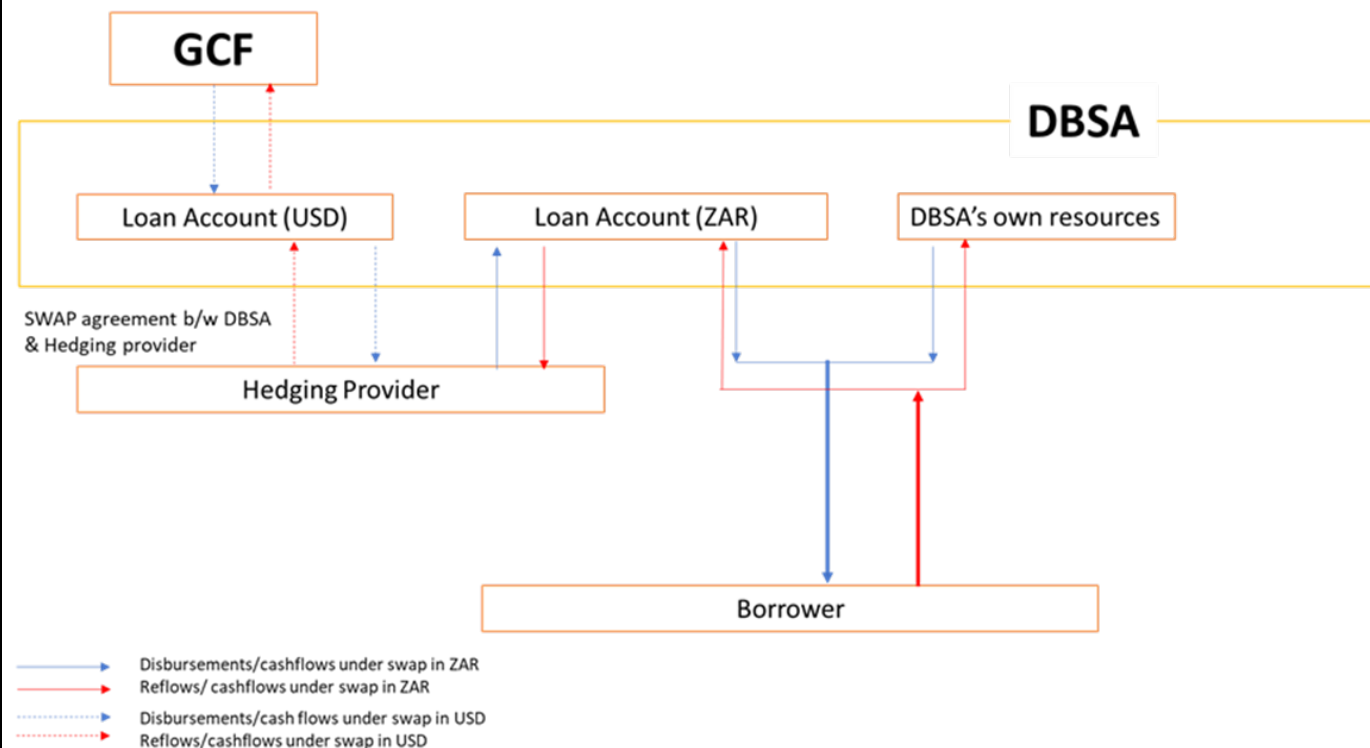 GCF
DBSA
Loan Account (USD)
Loan Account (ZAR)
DBSA’s own resources
SWAP agreement b/w DBSA
& Hedging provider
Hedging Provider
Borrower
Disbursements/cashflows under swap in ZAR
Reflows/ cashflows under swap in ZAR
Disbursements/cash flows under swap in USD
Reflows/cashflows under swap in USD